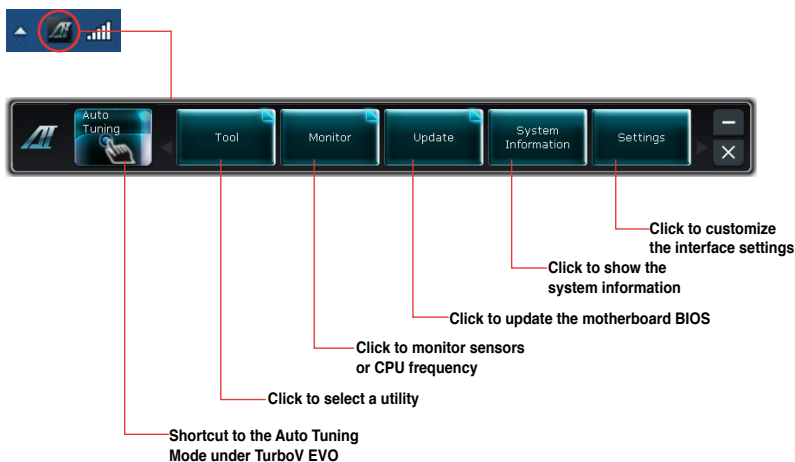 Auto
Tuning
Tool
Monitor
Update
System
Information
Settings
Click to customize
the interface settings
Click to show the
system information
Click to update the motherboard BIOS
Click to monitor sensors
or CPU frequency
Click to select a utility
Shortcut to the Auto Tuning
Mode under TurboV EVO